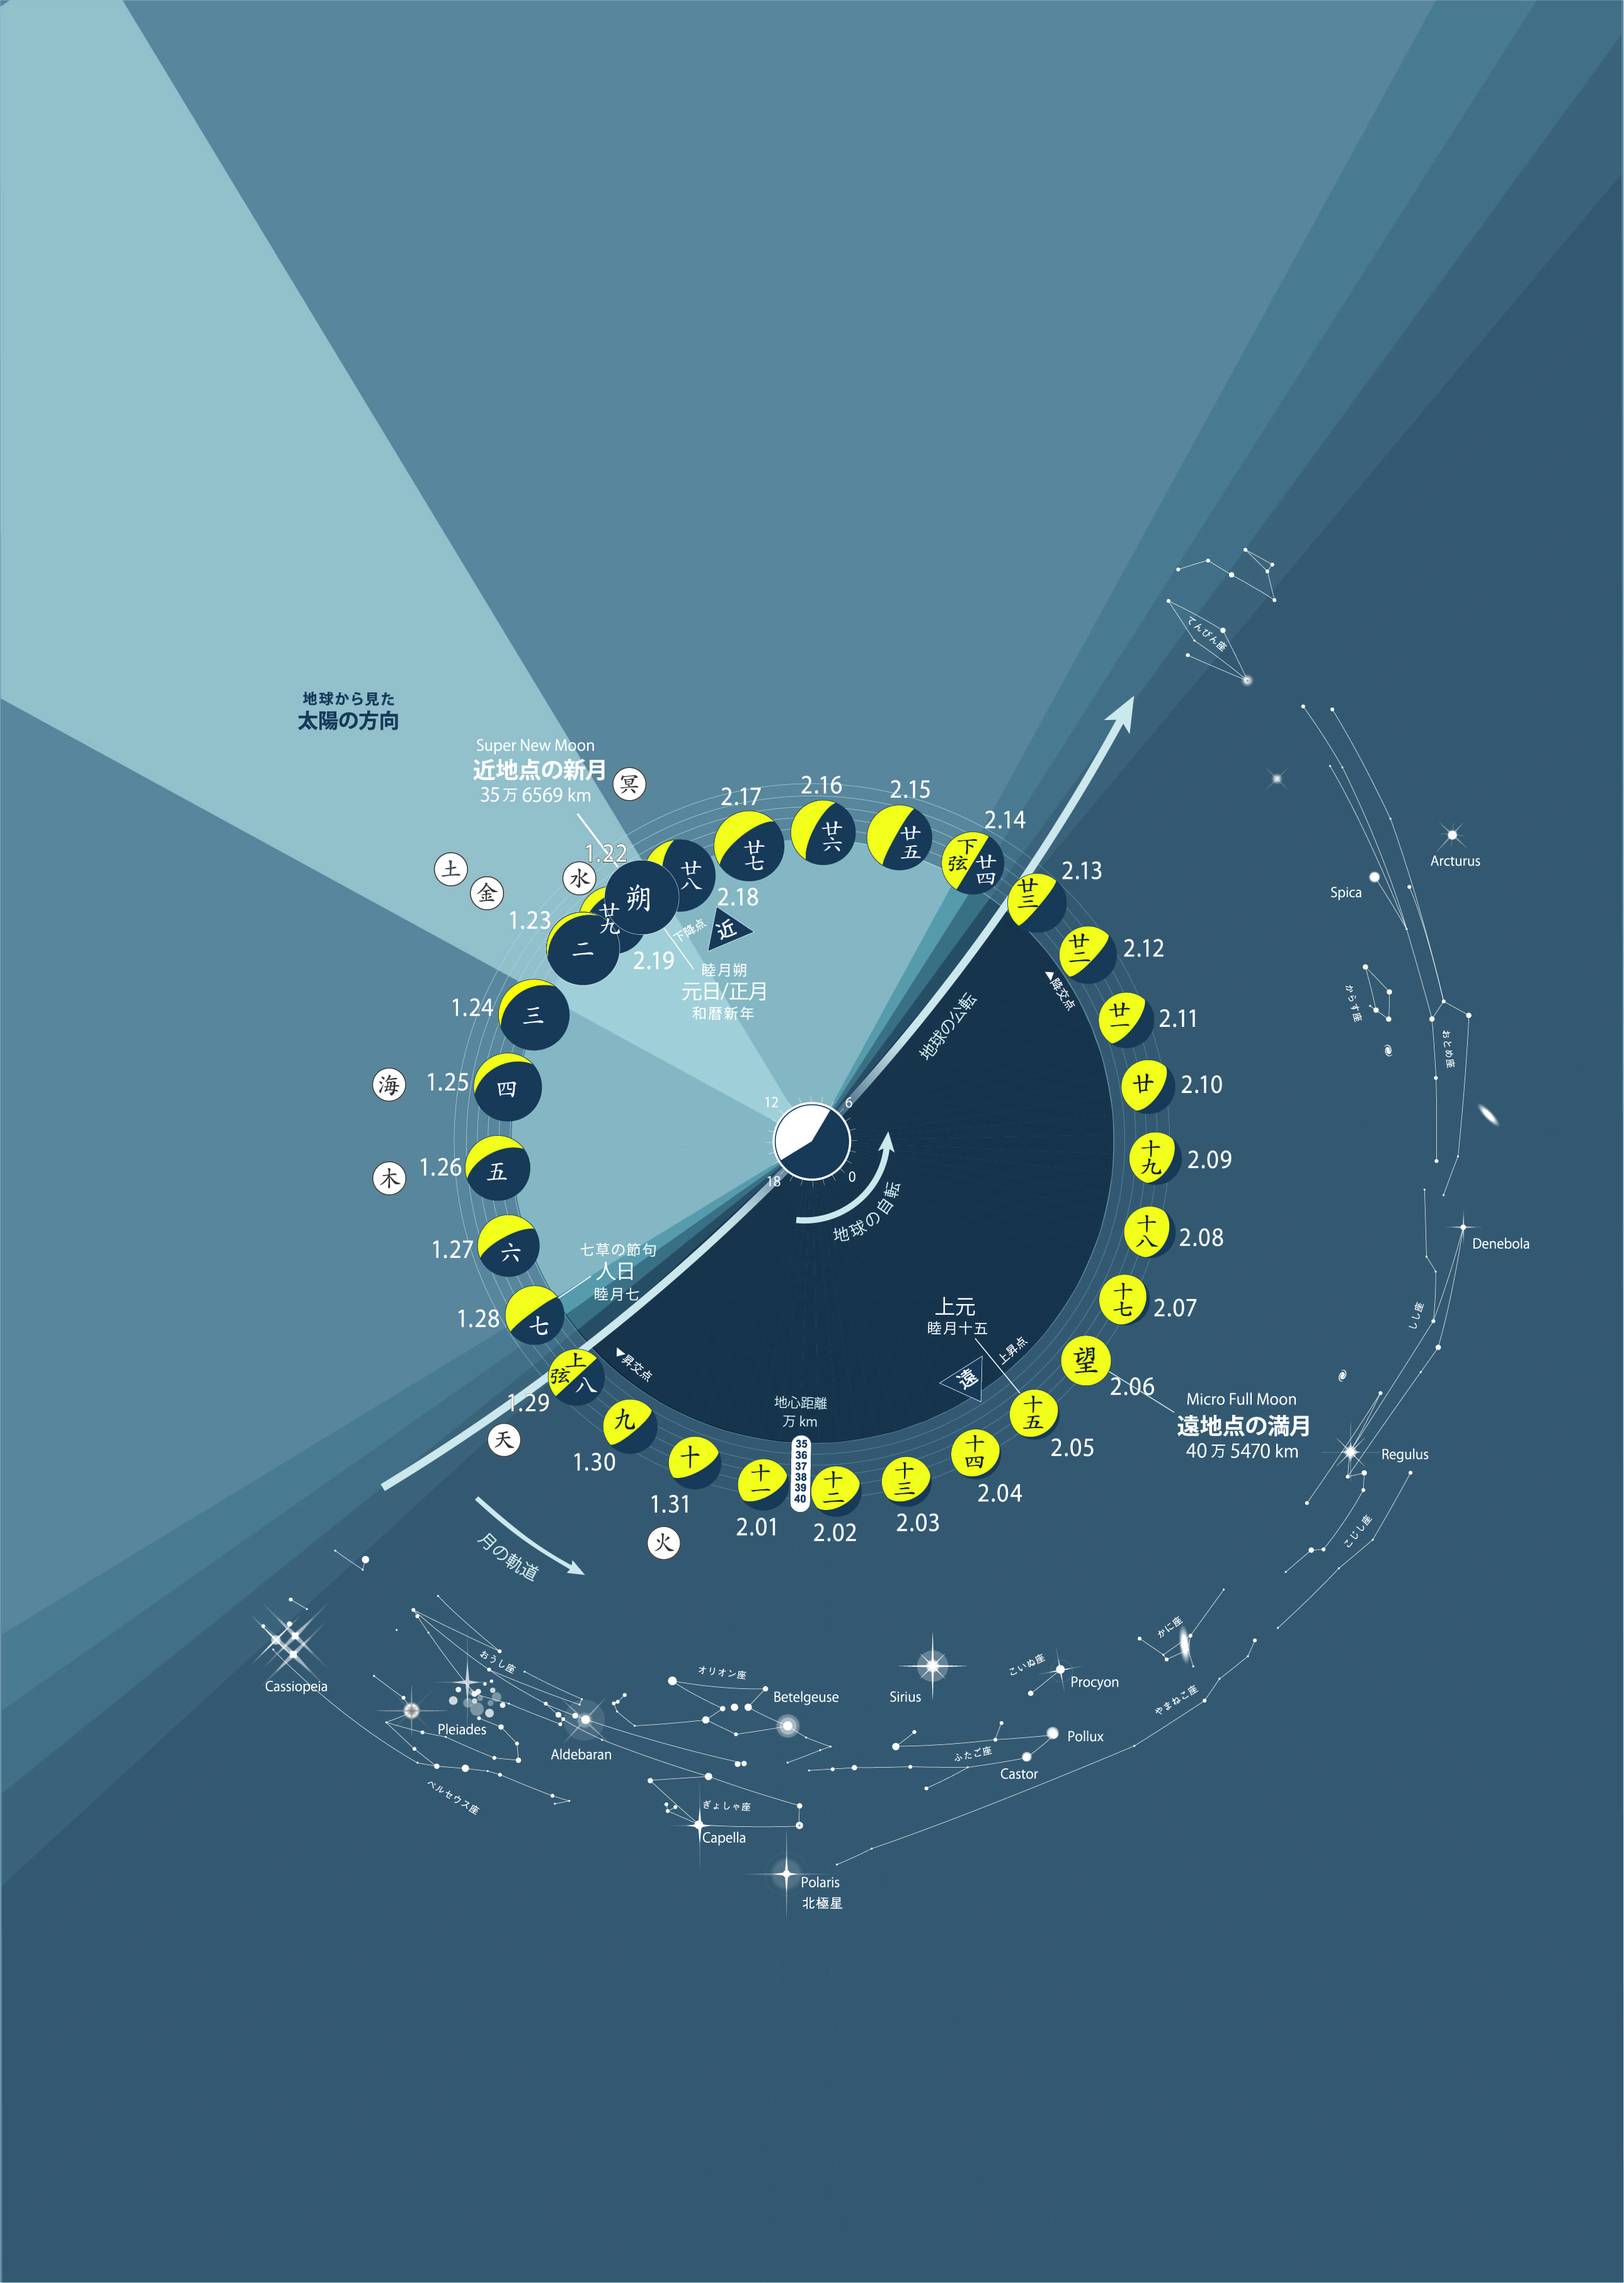 てんびん座
地球から見た
太陽の方向
Super New Moon
近地点の新月
35万6569 km
冥
土
金
水
海
木
天
火
1.22
朔
1.23
二
1.24
三
1.25
四
1.26
五
1.27
六
1.28
七
1.29
上弦
八
1.30
九
1.31
十
2.01
十一
2.02
十二
2.03
十三
2.04
十四
2.05
十五
2.06
望
2.07
十七
2.08
十八
2.09
十九
2.10
廿
2.11
廿一
2.12
廿二
2.13
廿三
2.14
下弦
廿四
2.15
廿五
2.16
廿六
2.17
廿七
2.18
廿八
2.19
廿九
下降点
近
睦月朔
元日/正月
和暦新年
▼降交点
地球の公転
12
6
18
0
地球の自転
七草の節句
人日
睦月七
▼昇交点
上元
睦月十五
上昇点
遠
地心距離
万 km
35
36
37
38
39
40
Micro Full Moon
遠地点の満月
40万5470 km
月の軌道
Arcturus
Spica
からす座
おとめ座
Denebola
しし座
Regulus
こじし座
かに座
やまねこ座
こいぬ座
Procyon
Sirius
Pollux
ふたご座
Castor
オリオン座
Betelgeuse
おうし座
Cassiopeia
Pleiades
Aldebaran
ペルセウス座
ぎょしゃ座
Capella
Polaris
北極星